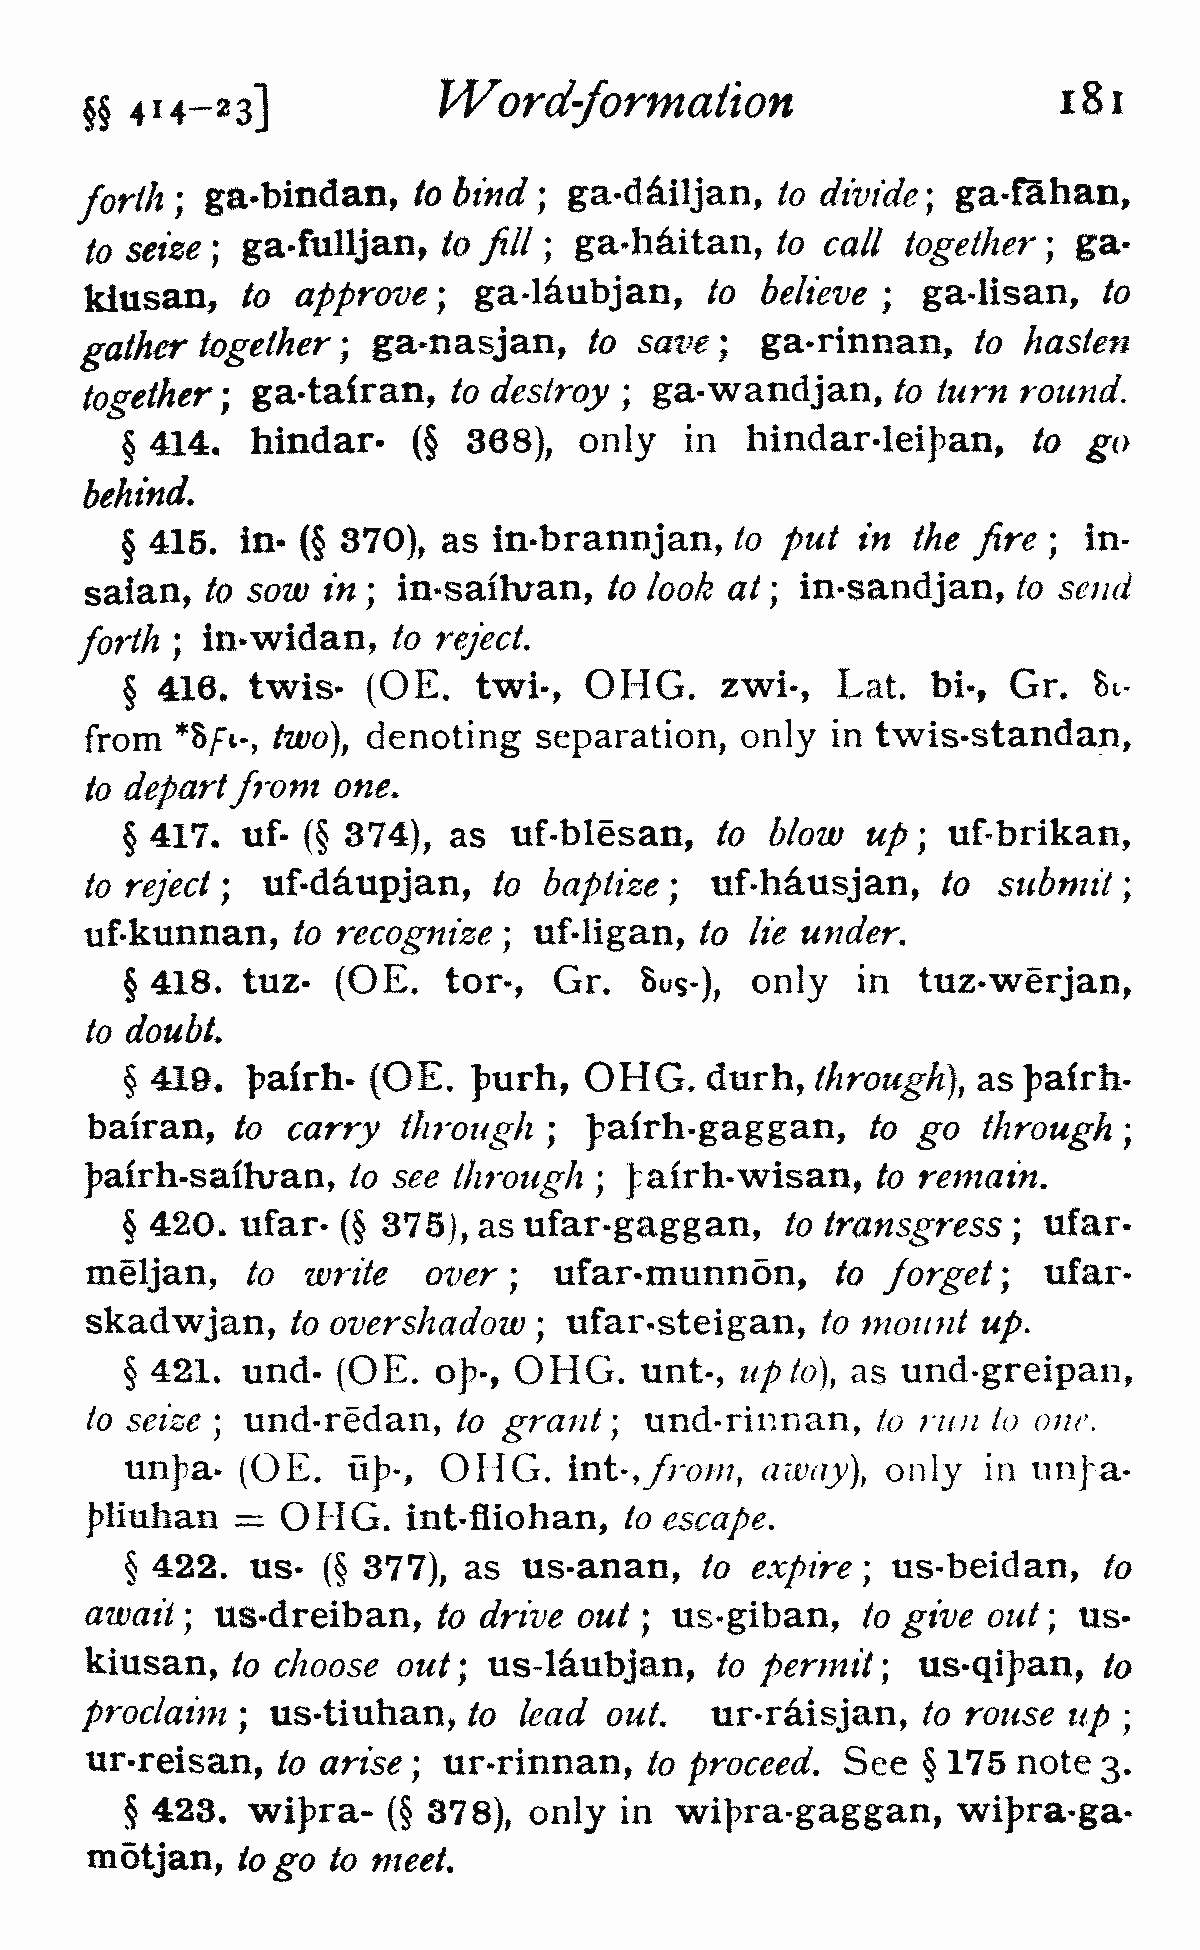 §§ 414–23] Word-formation 181
forth; ga-bindan, to bind; ga-dáiljan, to divide; ga-fāhan,
to seize; ga-fulljan, to fill; ga-háitan, to call together; ga-
kiusan, to approve; ga-láubjan, to believe; ga-lisan, to
gather together; ga-nasjan, to save; ga-rinnan, to hasten
together; ga-taíran, to destroy; ga-wandjan, to turn round.
§ 414. hindar- (§ 368), only in hindar-leiþan, to go
behind.
§ 415. in- (§ 370), as in-brannjan, to put in the fire; in-
saian, to sow in; in-saíƕan, to look at; in-sandjan, to send
forth; in-widan, to reject.
§ 416. twis- (OE. twi-, OHG. zwi-, Lat. bi-, Gr. δι-
from *δϝι-, two), denoting separation, only in twis-standan,
to depart from one.
§ 417. uf- (§ 374), as uf-blēsan, to blow up; uf-brikan,
to reject; uf-dáupjan, to baptize; uf-háusjan, to submit;
uf-kunnan, to recognize; uf-ligan, to lie under.
§ 418. tuz- (OE. tor-, Gr. δυς-), only in tuz-wērjan,
to doubt.
§ 419. þaírh- (OE. þurh, OHG. durh, through), as þaírh-
baíran, to carry through; þaírh-gaggan, to go through;
þaírh-saíƕan, to see through; þaírh-wisan, to remain.
§ 420. ufar- (§ 375), as ufar-gaggan, to transgress; ufar-
mēljan, to write over; ufar-munnōn, to forget; ufar-
skadwjan, to overshadow; ufar-steigan, to mount up.
§ 421. und- (OE. oþ-, OHG. unt-, up to), as und-greipan,
to seize; und-rēdan, to grant; und-rinnan, to run to one.
unþa- (OE. ūþ-, OHG. int-, from, away), only in unþa-
þliuhan = OHG. int-fliohan, to escape.
§ 422. us- (§ 377), as us-anan, to expire; us-beidan, to
await; us-dreiban, to drive out; us-giban, to give out; us-
kiusan, to choose out; us-láubjan, to permit; us-qiþan, to
proclaim; us-tiuhan, to lead out. ur-ráisjan, to rouse up;
ur-reisan, to arise; ur-rinnan, to proceed. See § 175 note 3.
§ 423. wiþra- (§ 378), only in wiþra-gaggan, wiþra-ga-
mōtjan, to go to meet.